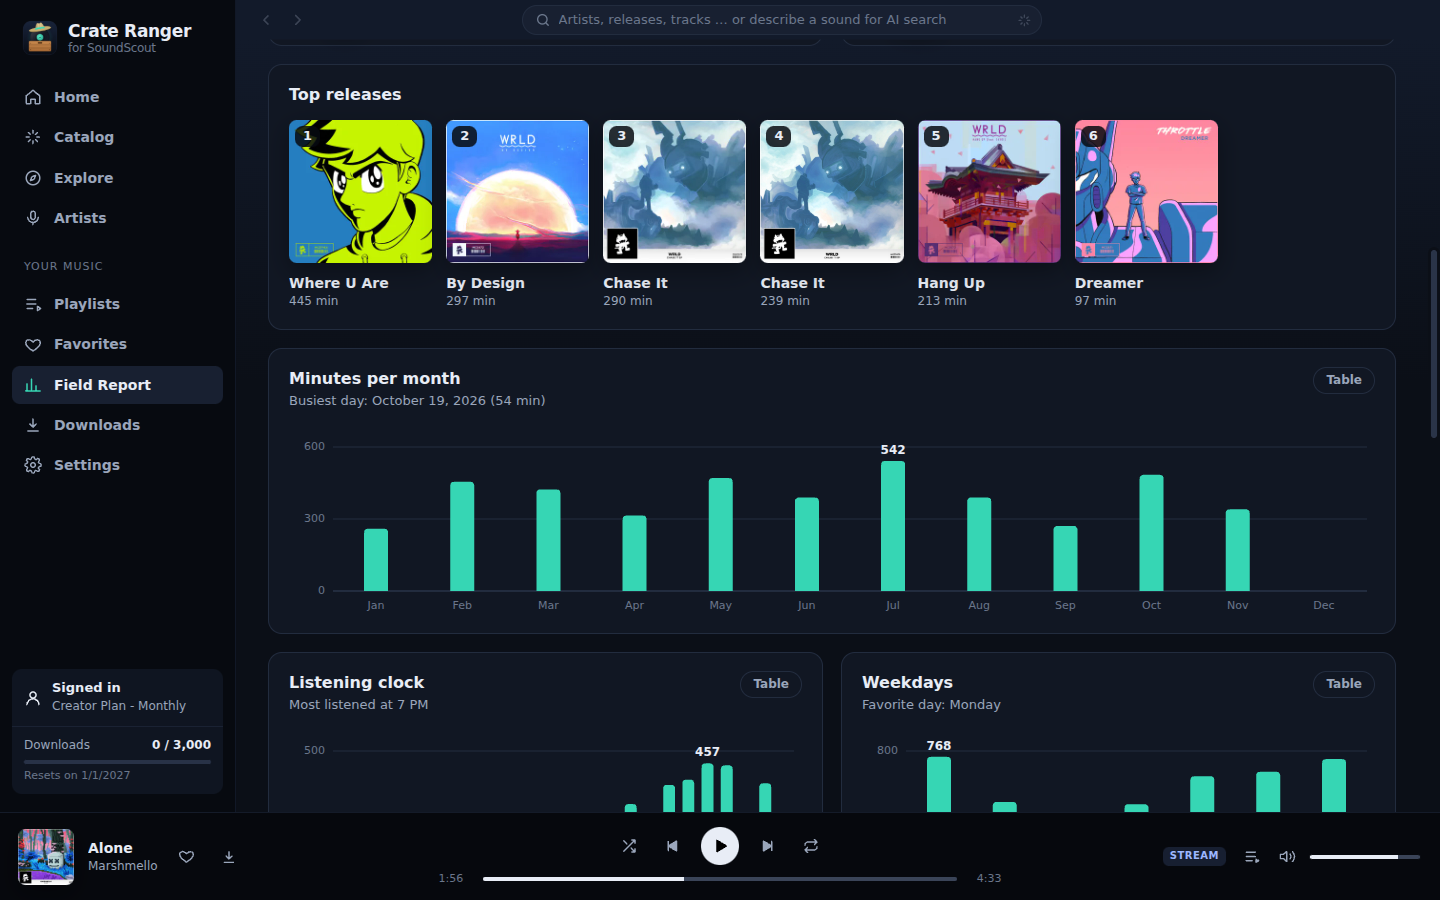 Crate Ranger
for SoundScout
Artists, releases, tracks ... or describe a sound for AI search
Home
Catalog
Explore
Artists
YOUR MUSIC
Playlists
Favorites
Field Report
Downloads
Settings
Signed in
Creator Plan - Monthly
Downloads 0 / 3,000
Resets on 1/1/2027
Top releases
1
2
3
4
5
6
WRLD
WRLD
THROTTLE
DREAMER
Where U Are
445 min
By Design
297 min
Chase It
290 min
Chase It
239 min
Hang Up
213 min
Dreamer
97 min
Minutes per month
Table
Busiest day: October 19, 2026 (54 min)
600
542
300
0
Jan Feb Mar Apr May Jun Jul Aug Sep Oct Nov Dec
Listening clock
Table
Most listened at 7 PM
500
457
Weekdays
Table
Favorite day: Monday
800
768
Alone
Marshmello
1:56
4:33
STREAM